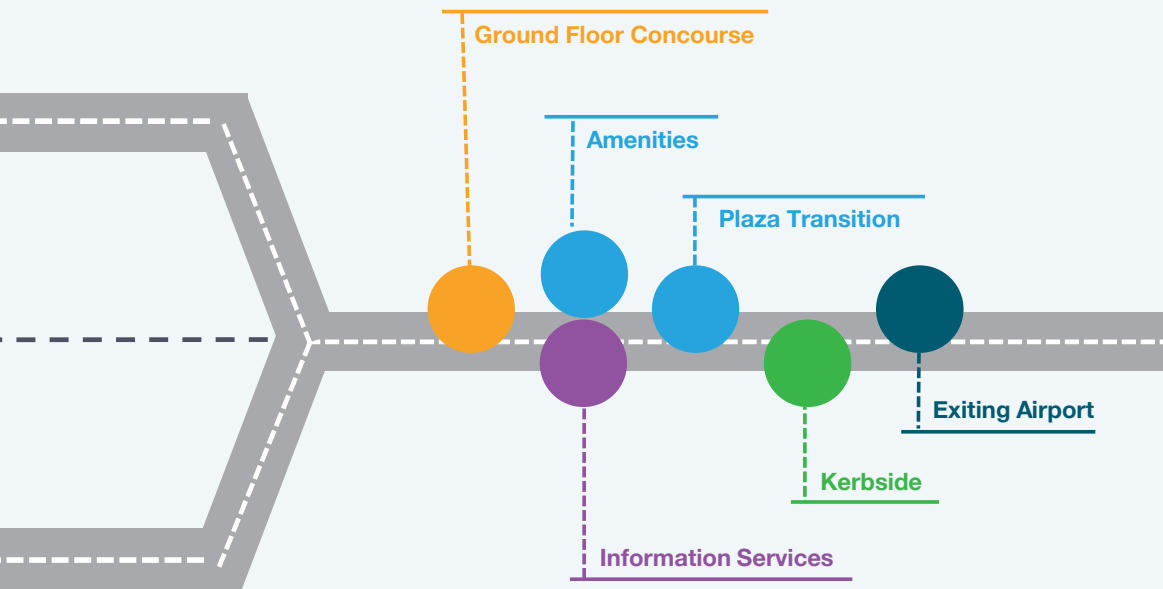 Ground Floor Concourse
Amenities
Plaza Transition
Exiting Airport
Kerbside
Information Services